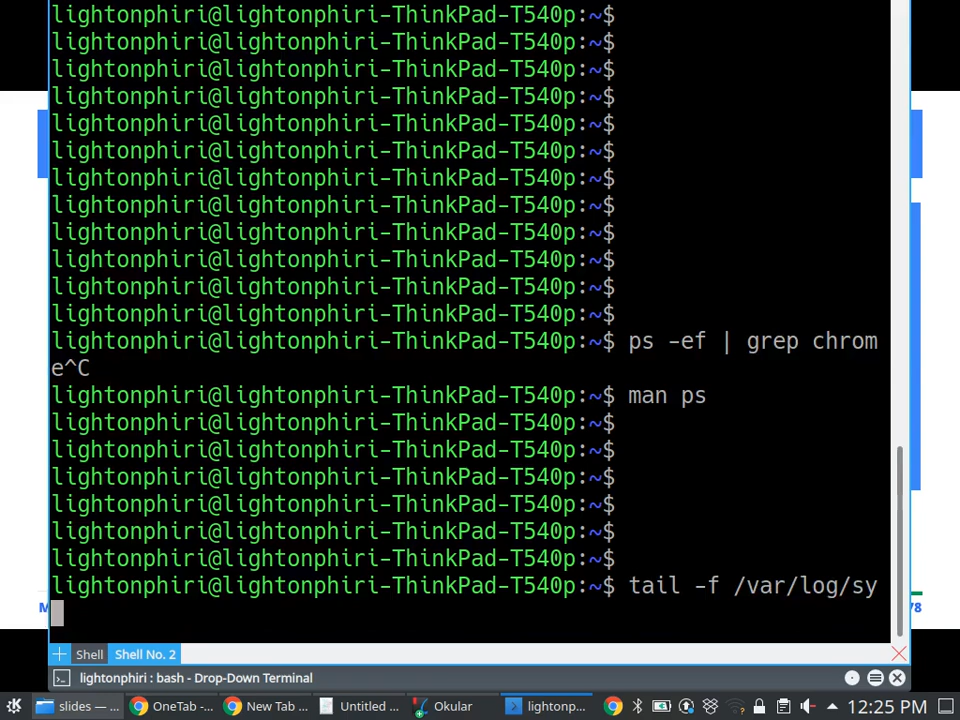 lightonphiri@lightonphiri-ThinkPad-T540p:~$
lightonphiri@lightonphiri-ThinkPad-T540p:~$
lightonphiri@lightonphiri-ThinkPad-T540p:~$
lightonphiri@lightonphiri-ThinkPad-T540p:~$
lightonphiri@lightonphiri-ThinkPad-T540p:~$
lightonphiri@lightonphiri-ThinkPad-T540p:~$
lightonphiri@lightonphiri-ThinkPad-T540p:~$
lightonphiri@lightonphiri-ThinkPad-T540p:~$
lightonphiri@lightonphiri-ThinkPad-T540p:~$
lightonphiri@lightonphiri-ThinkPad-T540p:~$
lightonphiri@lightonphiri-ThinkPad-T540p:~$
lightonphiri@lightonphiri-ThinkPad-T540p:~$
lightonphiri@lightonphiri-ThinkPad-T540p:~$ ps -ef | grep chrom
e^C
lightonphiri@lightonphiri-ThinkPad-T540p:~$ man ps
lightonphiri@lightonphiri-ThinkPad-T540p:~$
lightonphiri@lightonphiri-ThinkPad-T540p:~$
lightonphiri@lightonphiri-ThinkPad-T540p:~$
lightonphiri@lightonphiri-ThinkPad-T540p:~$
lightonphiri@lightonphiri-ThinkPad-T540p:~$
lightonphiri@lightonphiri-ThinkPad-T540p:~$
lightonphiri@lightonphiri-ThinkPad-T540p:~$ tail -f /var/log/sy
M 78
Shell Shell No. 2
lightonphiri : bash - Drop-Down Terminal
slides — ... OneTab -... New Tab ... Untitled ... Okular lightonp... 12:25 PM